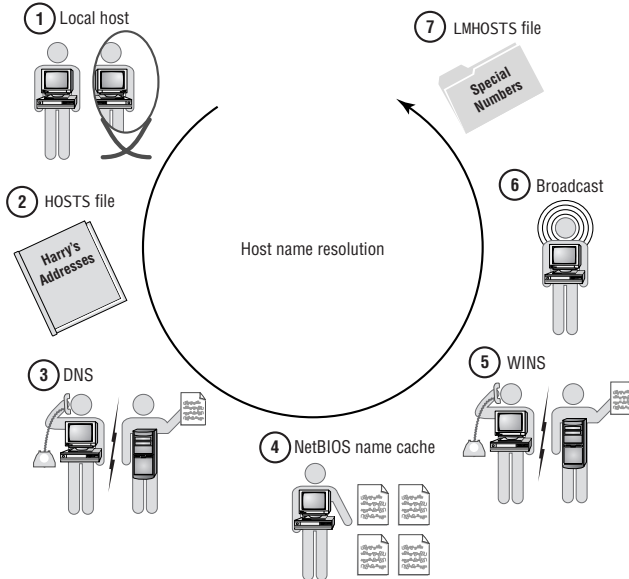 1 Local host
7 LMHOSTS file
Special
Numbers
2 HOSTS file
Harry's
Addresses
6 Broadcast
Host name resolution
3 DNS
5 WINS
4 NetBIOS name cache